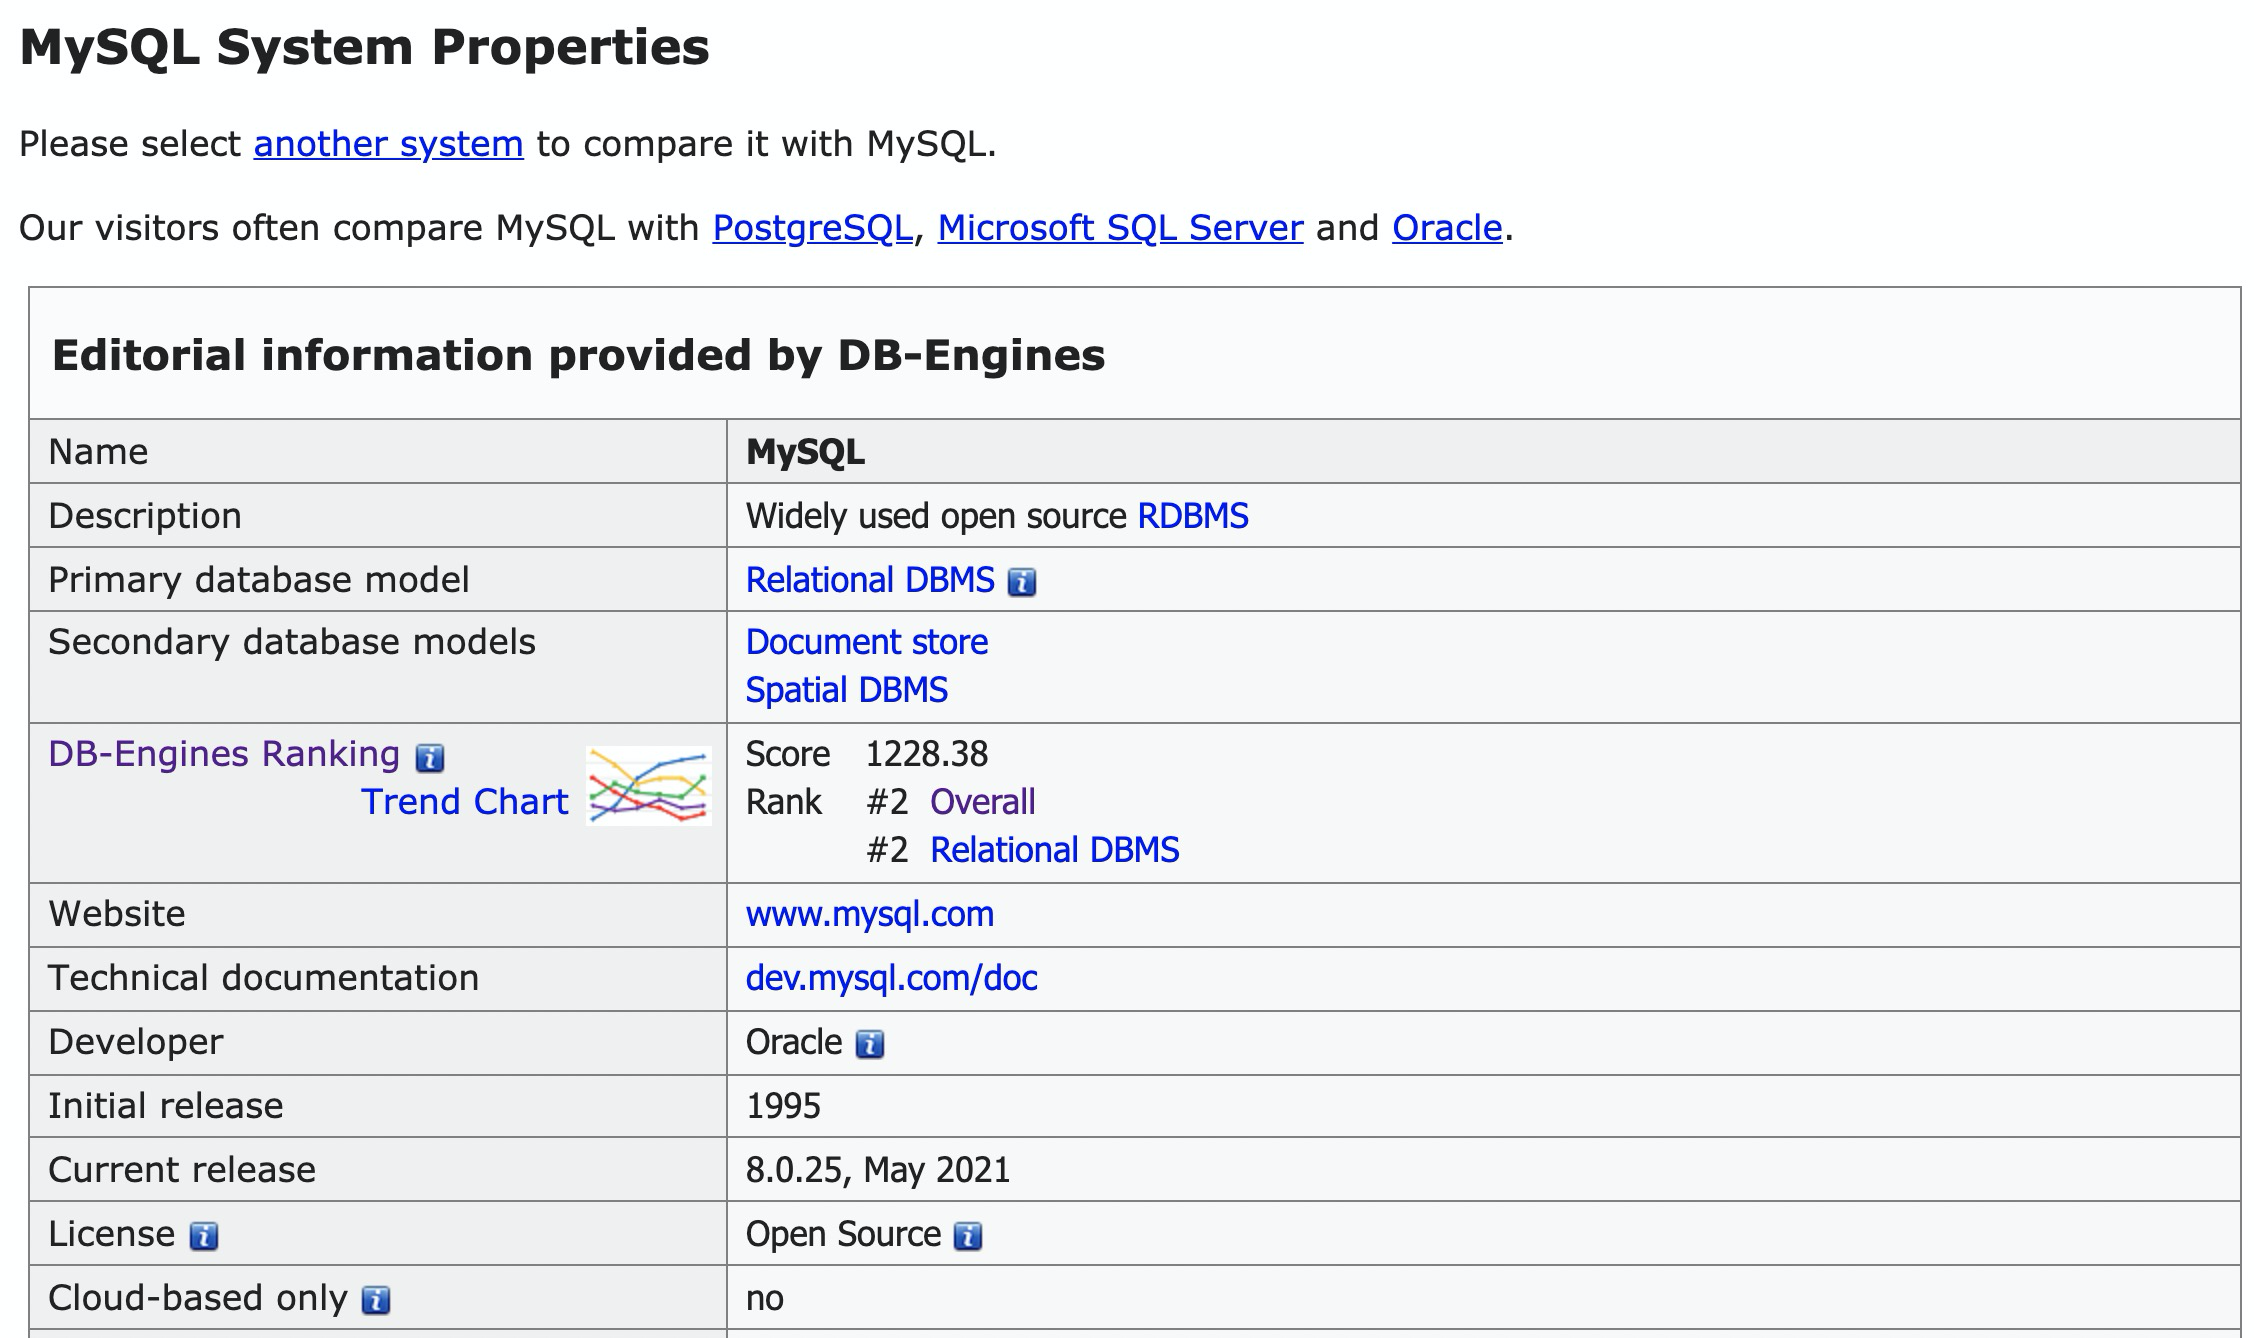 MySQL System Properties
Please select another system to compare it with MySQL.
Our visitors often compare MySQL with PostgreSQL, Microsoft SQL Server and Oracle.
Editorial information provided by DB-Engines
Name MySQL
Description Widely used open source RDBMS
Primary database model Relational DBMS
Secondary database models Document store
Spatial DBMS
DB-Engines Ranking Score 1228.38
Trend Chart Rank #2 Overall
#2 Relational DBMS
Website www.mysql.com
Technical documentation dev.mysql.com/doc
Developer Oracle
Initial release 1995
Current release 8.0.25, May 2021
License Open Source
Cloud-based only no